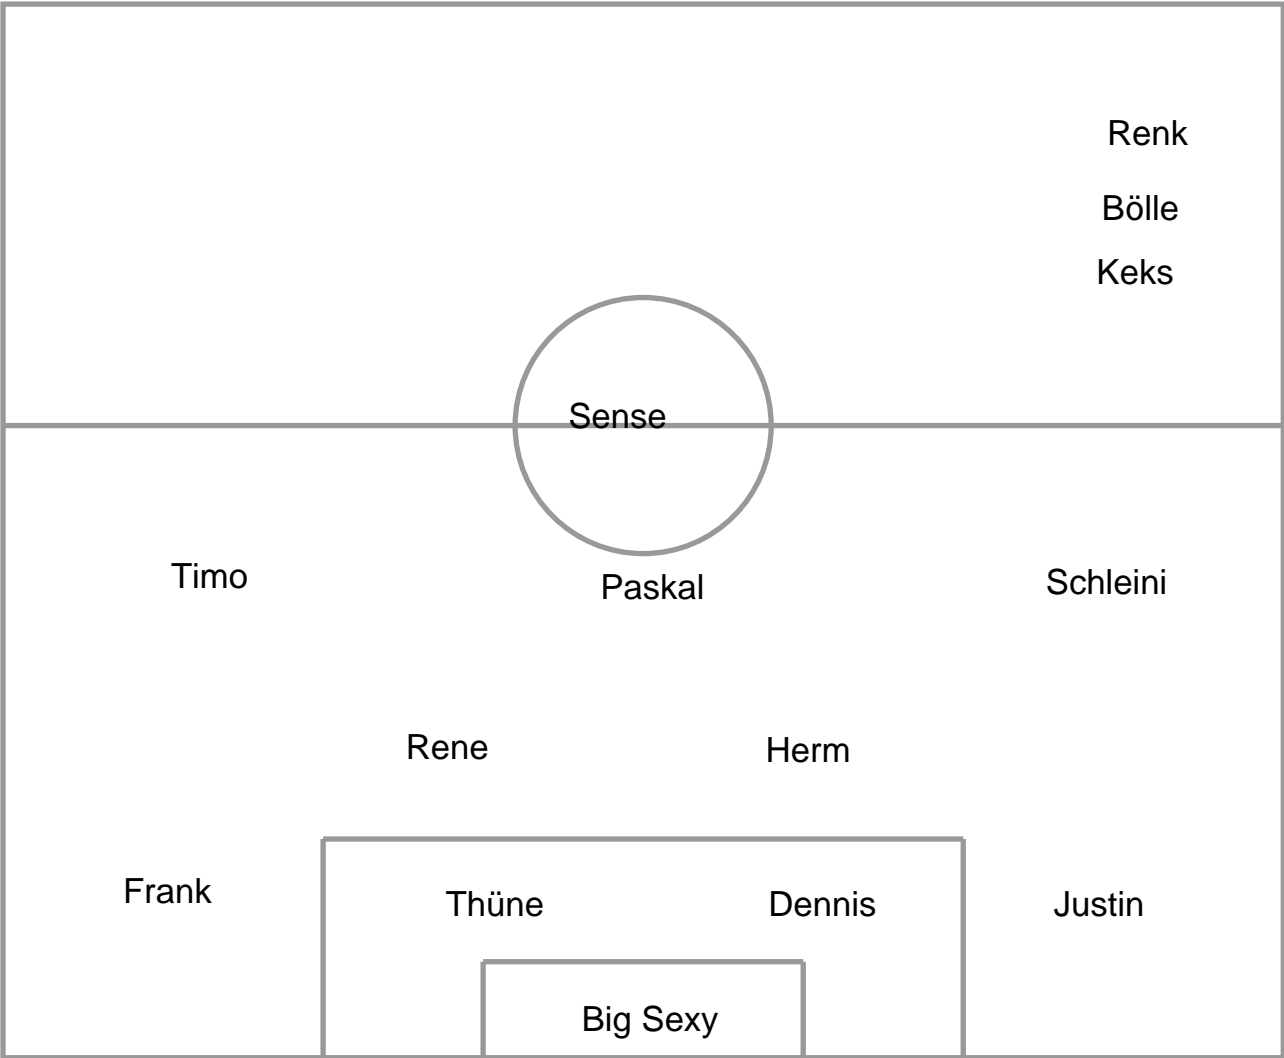 Renk
Bölle
Keks
Sense
Timo Paskal Schleini
Rene Herm
Frank Thüne Dennis Justin
Big Sexy